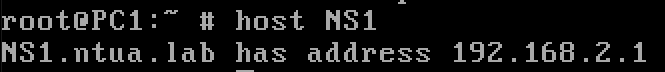 root@PC1:~ # host NS1
NS1.ntua.lab has address 192.168.2.1